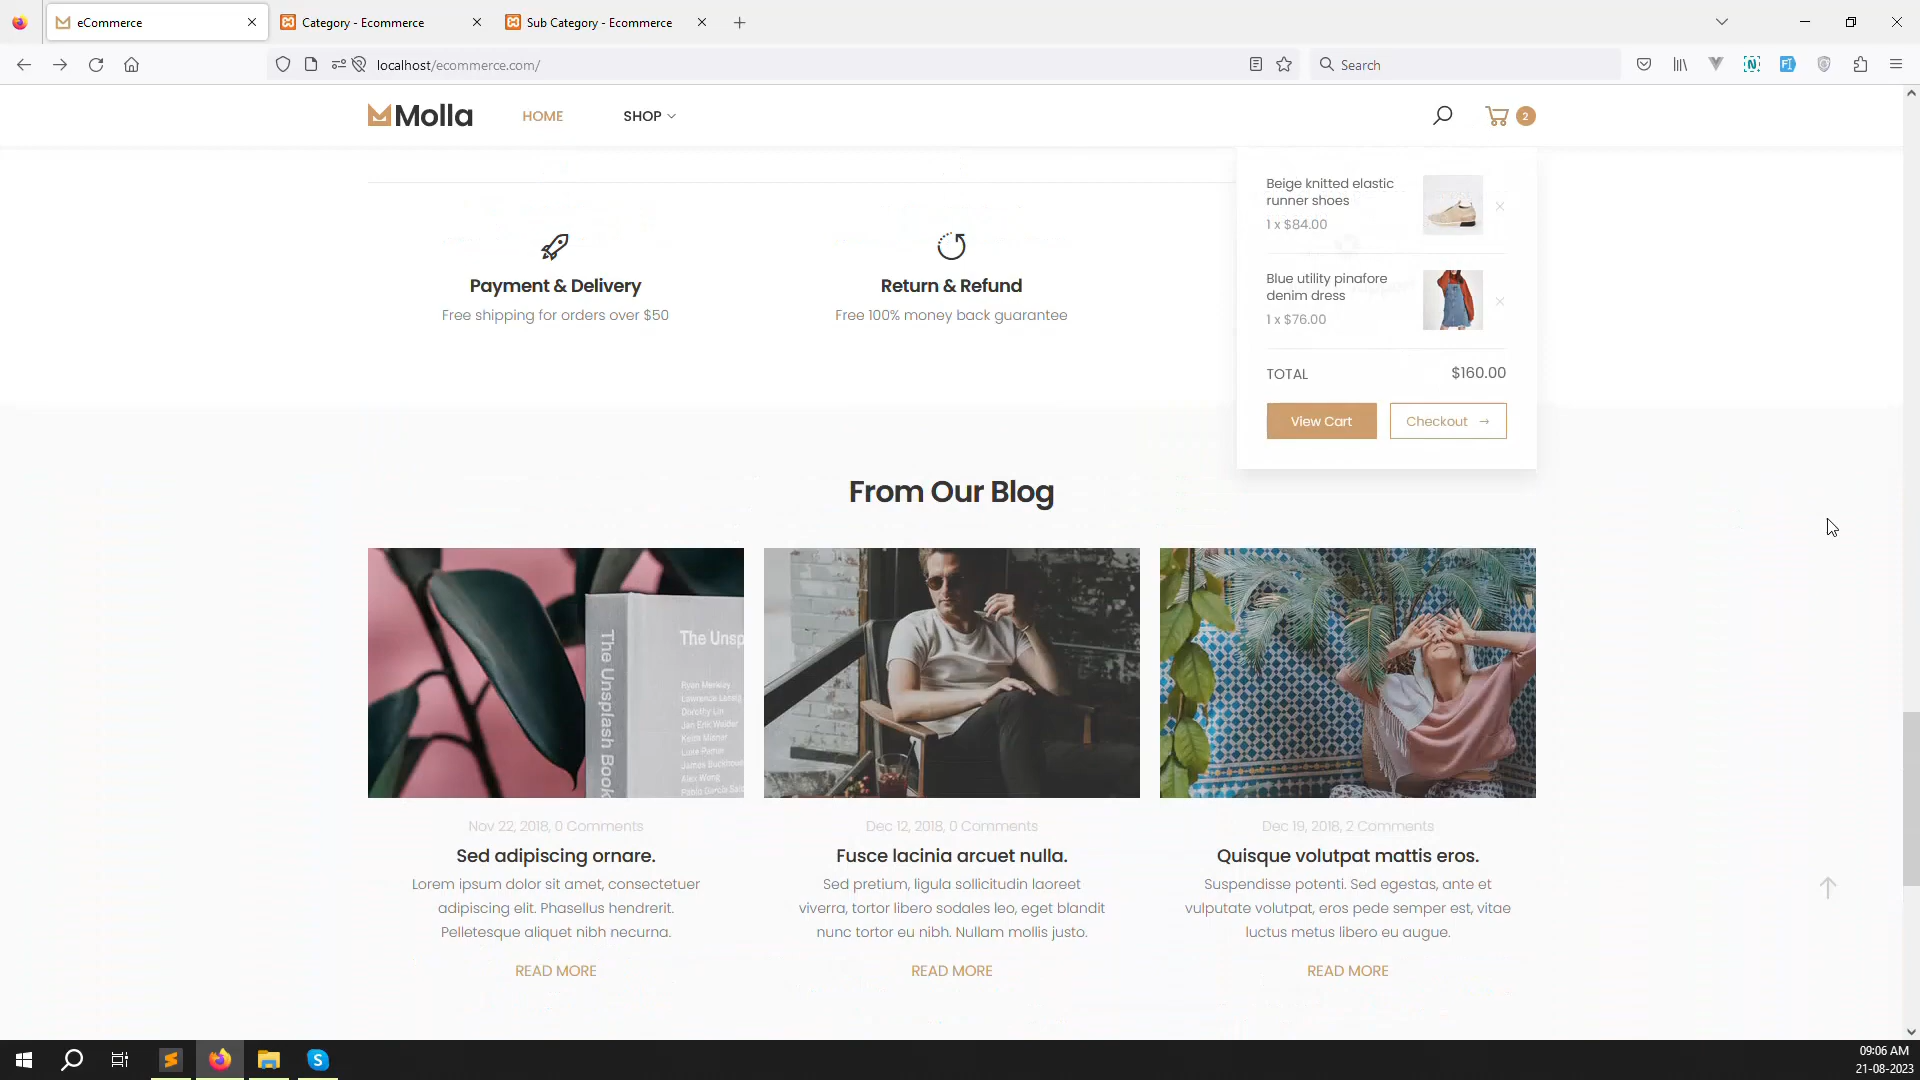 eCommerce
Category - Ecommerce
Sub Category - Ecommerce
localhost/ecommerce.com/
Search
Molla
HOME
SHOP
2
Beige knitted elastic
runner shoes
1 x $84.00
Blue utility pinafore
denim dress
1 x $76.00
TOTAL
$160.00
View Cart
Checkout →
Payment & Delivery
Free shipping for orders over $50
Return & Refund
Free 100% money back guarantee
From Our Blog
The Unsplash Book
The Unsp
Nov 22, 2018, 0 Comments
Sed adipiscing ornare.
Lorem ipsum dolor sit amet, consectetuer
adipiscing elit. Phasellus hendrerit.
Pelletesque aliquet nibh necurna.
READ MORE
Dec 12, 2018, 0 Comments
Fusce lacinia arcuet nulla.
Sed pretium, ligula sollicitudin laoreet
viverra, tortor libero sodales leo, eget blandit
nunc tortor eu nibh. Nullam mollis justo.
READ MORE
Dec 19, 2018, 2 Comments
Quisque volutpat mattis eros.
Suspendisse potenti. Sed egestas, ante et
vulputate volutpat, eros pede semper est, vitae
luctus metus libero eu augue.
READ MORE
09:06 AM
21-08-2023